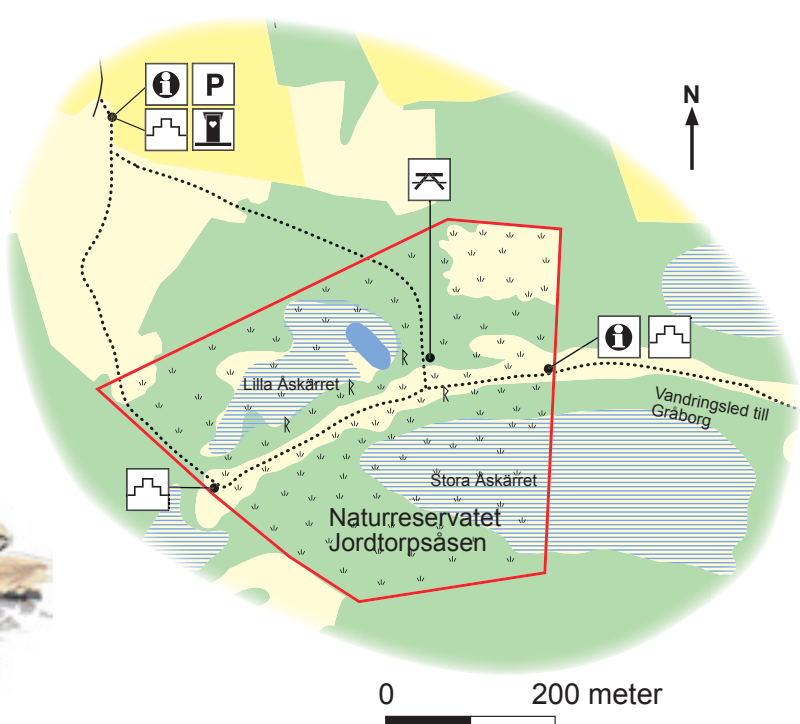 P
N
Lilla Åskärret
Vandringsled till
Gråborg
Stora Åskärret
Naturreservatet
Jordtorpsåsen
0 200 meter